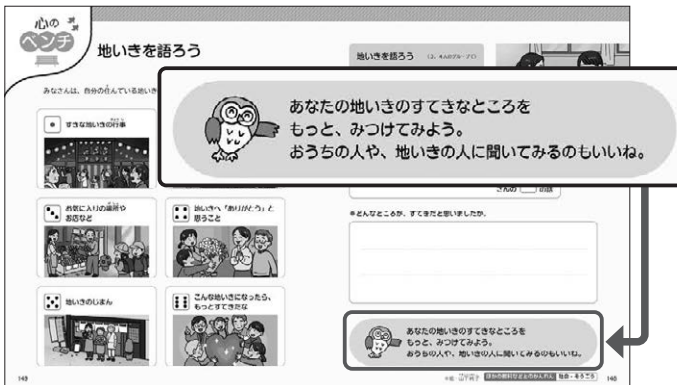 心の
ベンチ
地いきを語ろう
みなさんは、自分の住んでいる地いき
すきな地いきの行事
お気に入りの場所や
お店など
地いきへ「ありがとう」と
思うこと
地いきのじまん
こんな地いきになったら、
もっとすてきだな
148
地いきを語ろう
あなたの地いきのすてきなところを
もっと、みつけてみよう。
おうちの人や、地いきの人に聞いてみるのもいいね。
さんの
の話
●どんなところが、すてきだと思いましたか。
あなたの地いきのすてきなところを
もっと、みつけてみよう。
おうちの人や、地いきの人に聞いてみるのもいいね。